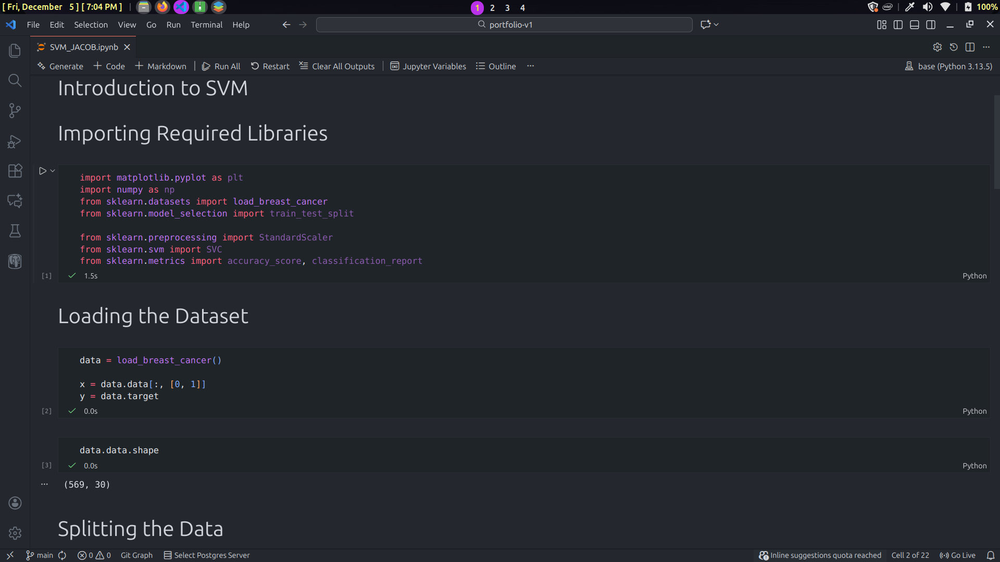 [ Fri, December   5 ] [ 7:04 PM ]
1 2 3 4
intel
100%
File Edit Selection View Go Run Terminal Help
portfolio-v1
SVM_JACOB.ipynb
Generate Code Markdown Run All Restart Clear All Outputs Jupyter Variables Outline ...
base (Python 3.13.5)
Introduction to SVM
Importing Required Libraries
import matplotlib.pyplot as plt
import numpy as np
from sklearn.datasets import load_breast_cancer
from sklearn.model_selection import train_test_split
from sklearn.preprocessing import StandardScaler
from sklearn.svm import SVC
from sklearn.metrics import accuracy_score, classification_report
[1] 1.5s Python
Loading the Dataset
data = load_breast_cancer()
x = data.data[:, [0, 1]]
y = data.target
[2] 0.0s Python
data.data.shape
[3] 0.0s Python
... (569, 30)
Splitting the Data
main 0 0 Git Graph Select Postgres Server
Inline suggestions quota reached Cell 2 of 22 Go Live